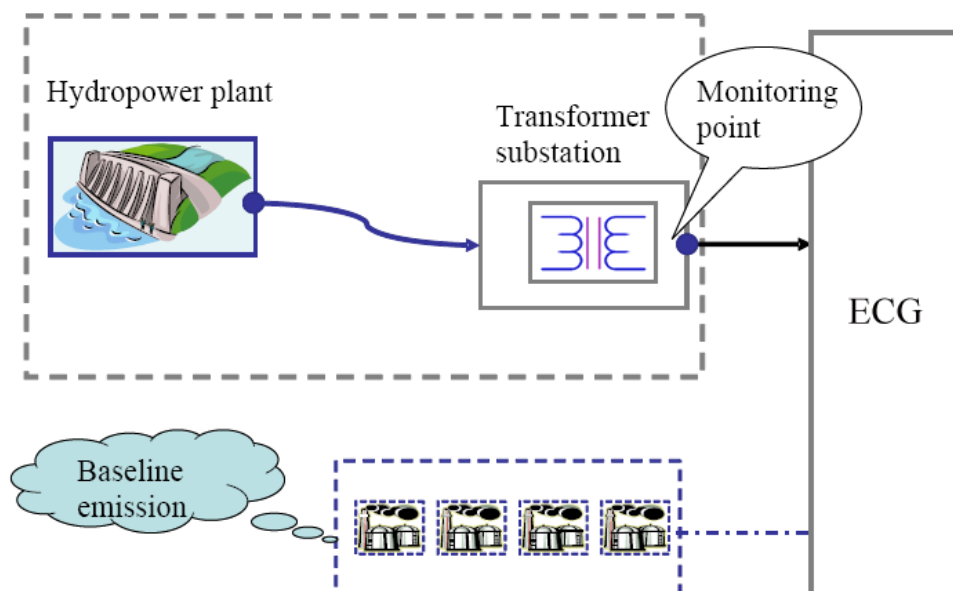 Hydropower plant
Transformer
substation
Monitoring
point
ECG
Baseline
emission